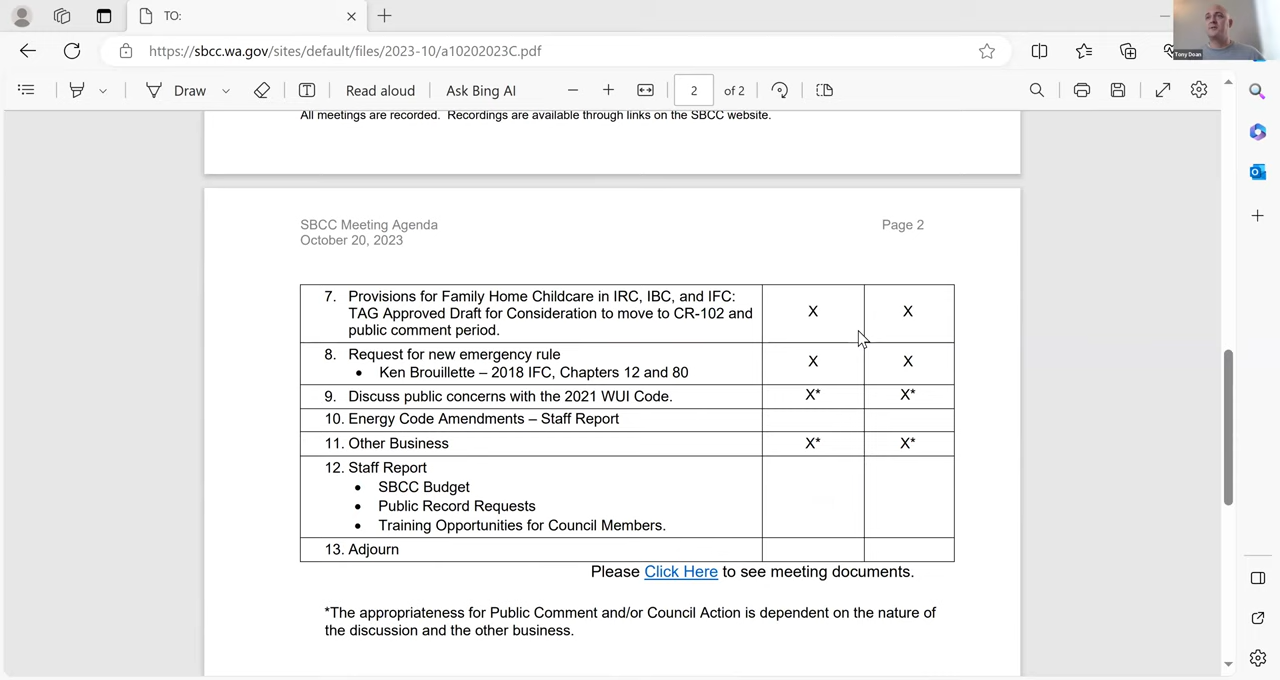 TO:
https://sbcc.wa.gov/sites/default/files/2023-10/a10202023C.pdf
Tony Doan
Draw
Read aloud
Ask Bing AI
2
of 2
All meetings are recorded. Recordings are available through links on the SBCC website.
SBCC Meeting Agenda
Page 2
October 20, 2023
7. Provisions for Family Home Childcare in IRC, IBC, and IFC:
TAG Approved Draft for Consideration to move to CR-102 and
public comment period.
X
X
8. Request for new emergency rule
• Ken Brouillette – 2018 IFC, Chapters 12 and 80
X
X
9. Discuss public concerns with the 2021 WUI Code.
X*
X*
10. Energy Code Amendments – Staff Report
11. Other Business
X*
X*
12. Staff Report
• SBCC Budget
• Public Record Requests
• Training Opportunities for Council Members.
13. Adjourn
Please Click Here to see meeting documents.
*The appropriateness for Public Comment and/or Council Action is dependent on the nature of
the discussion and the other business.